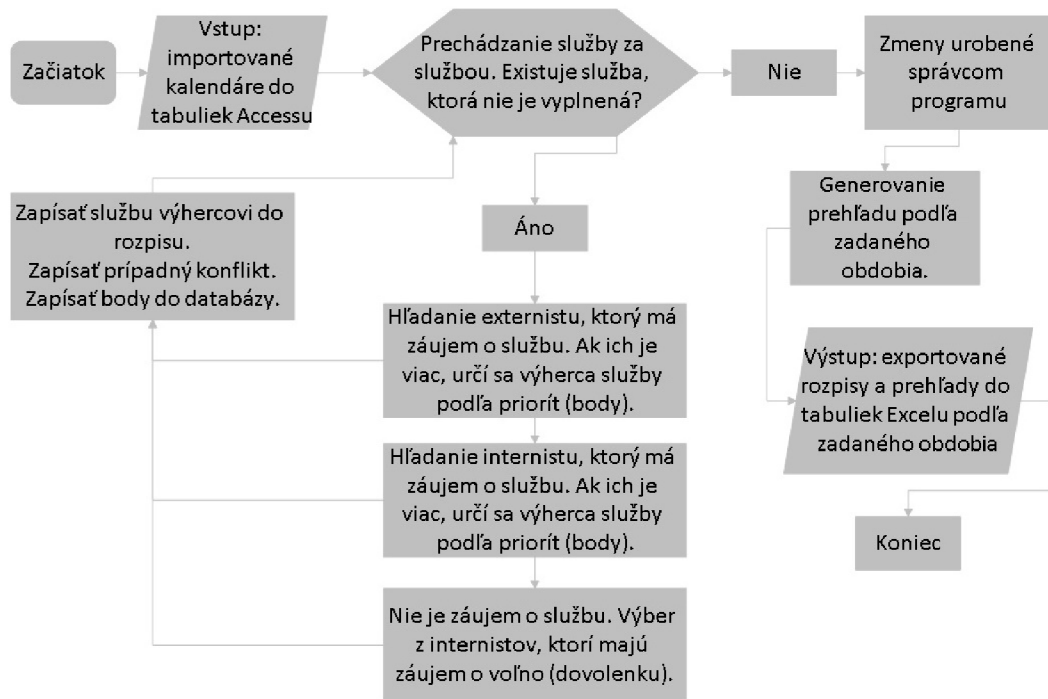 Začiatok
Vstup:
importované
kalendáre do
tabuliek Accessu
Prechádzanie služby za
službou. Existuje služba,
ktorá nie je vyplnená?
Nie
Zmeny urobené
správcom
programu
Zapísať službu výhercovi do
rozpisu.
Zapísať prípadný konflikt.
Zapísať body do databázy.
Áno
Generovanie
prehľadu podľa
zadaného
obdobia.
Hľadanie externistu, ktorý má
záujem o službu. Ak ich je
viac, určí sa výherca služby
podľa priorít (body).
Výstup: exportované
rozpisy a prehľady do
tabuliek Excelu podľa
zadaného obdobia
Hľadanie internistu, ktorý má
záujem o službu. Ak ich je
viac, určí sa výherca služby
podľa priorít (body).
Koniec
Nie je záujem o službu. Výber
z internistov, ktorí majú
záujem o voľno (dovolenku).